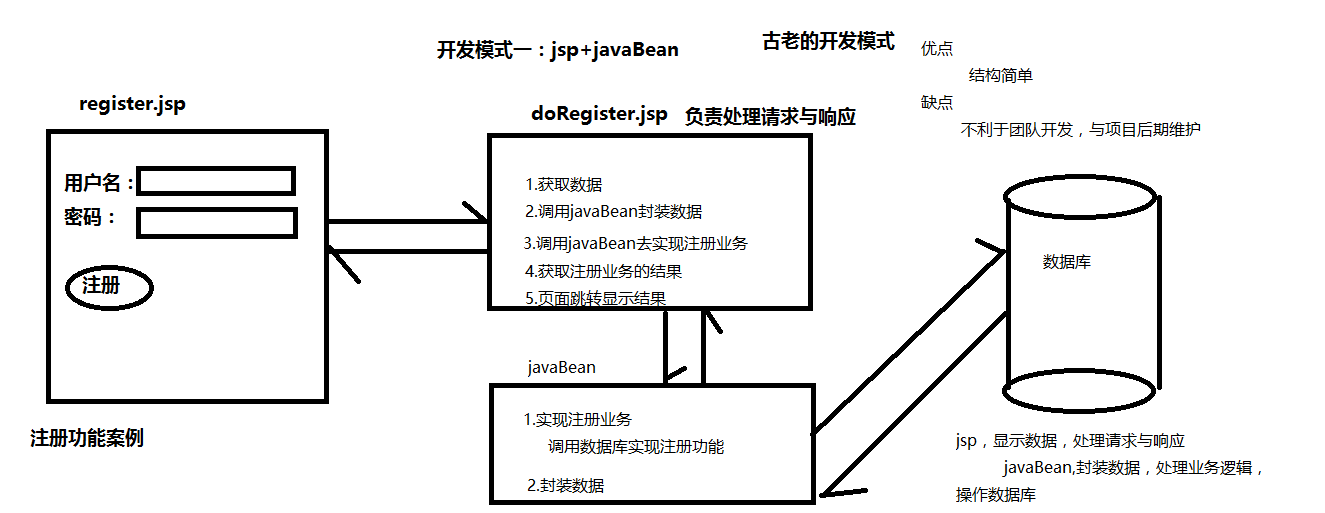 开发模式一：jsp+javaBean
古老的开发模式
优点
结构简单
缺点
不利于团队开发，与项目后期维护
register.jsp
用户名：
密码：
注册
注册功能案例
doRegister.jsp 负责处理请求与响应
1.获取数据
2.调用javaBean封装数据
3.调用javaBean去实现注册业务
4.获取注册业务的结果
5.页面跳转显示结果
javaBean
1.实现注册业务
调用数据库实现注册功能
2.封装数据
数据库
jsp，显示数据，处理请求与响应
javaBean,封装数据，处理业务逻辑，
操作数据库